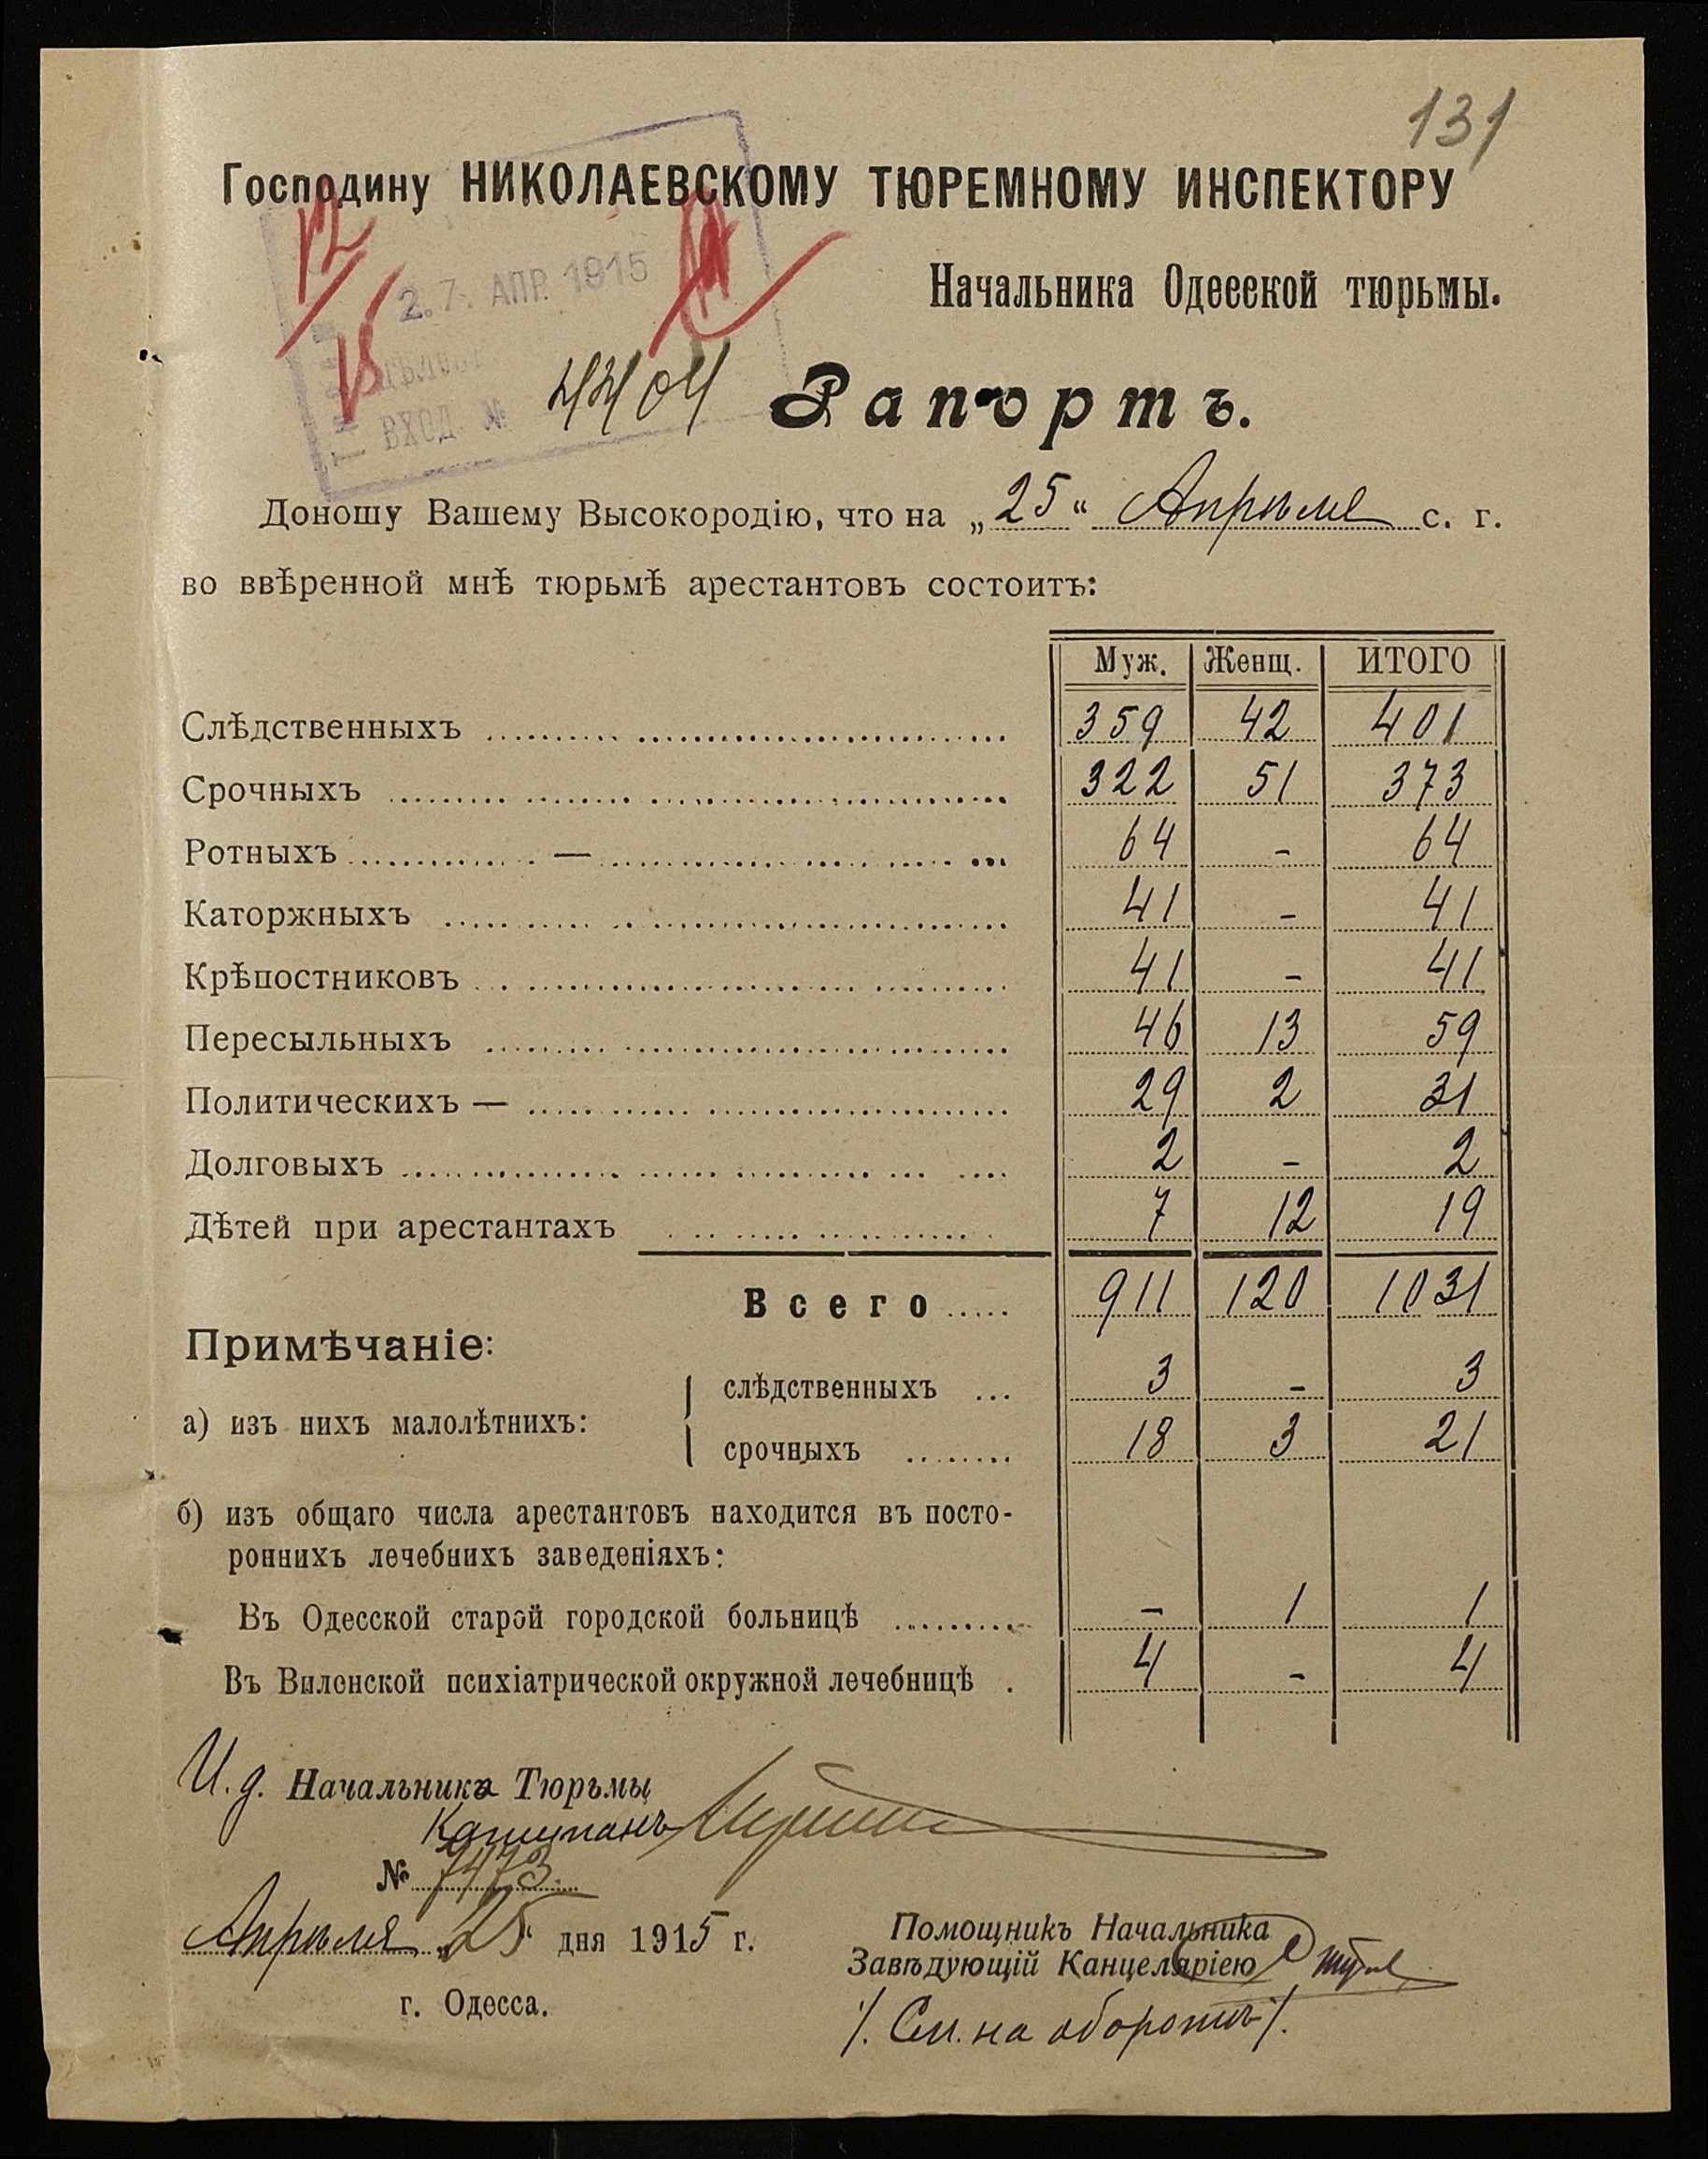 131
Господину НИКОЛАЕВСКОМУ ТЮРЕМНОМУ ИНСПЕКТОРУ
12
15
27. АПР. 1915
Начальника Одесской тюрьмы.
ВХОД. №
4404
Рапортъ.
Доношу Вашему Высокородію, что на „25“ Апрѣля с. г.
во ввѣренной мнѣ тюрьмѣ арестантовъ состоитъ:
Муж. Женщ. ИТОГО
Слѣдственныхъ 359 42 401
Срочныхъ 322 51 373
Ротныхъ — 64 - 64
Каторжныхъ 41 - 41
Крѣпостниковъ 41 - 41
Пересыльныхъ 46 13 59
Политическихъ — 29 2 31
Долговыхъ 2 - 2
Дѣтей при арестантахъ 7 12 19
Всего 911 120 1031
Примѣчаніе:
а) изъ нихъ малолѣтнихъ:
слѣдственныхъ 3 - 3
срочныхъ 18 3 21
б) изъ общаго числа арестантовъ находится въ посто-
роннихъ лечебнихъ заведеніяхъ:
Въ Одесской старой городской больницѣ - 1 1
Въ Виленской психіатрической окружной лечебницѣ . 4 - 4
И. д. Начальника Тюрьмы
Капитанъ
№ 7473
Апрѣля „25“ дня 1915 г.
г. Одесса.
Помощникъ Начальника
Завѣдующій Канцеляріею
/. См. на оборотѣ /.